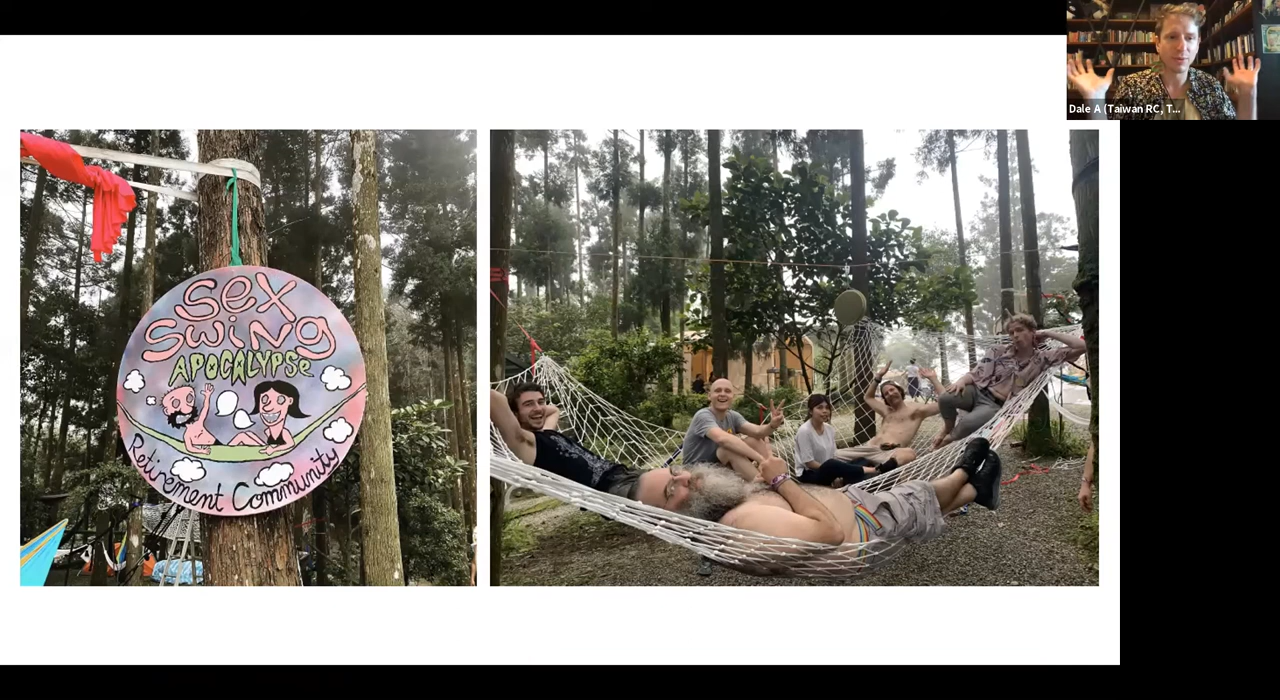 Dale A (Taiwan RC, T...
sex
swing
APOCALYPSE
Retirement Community